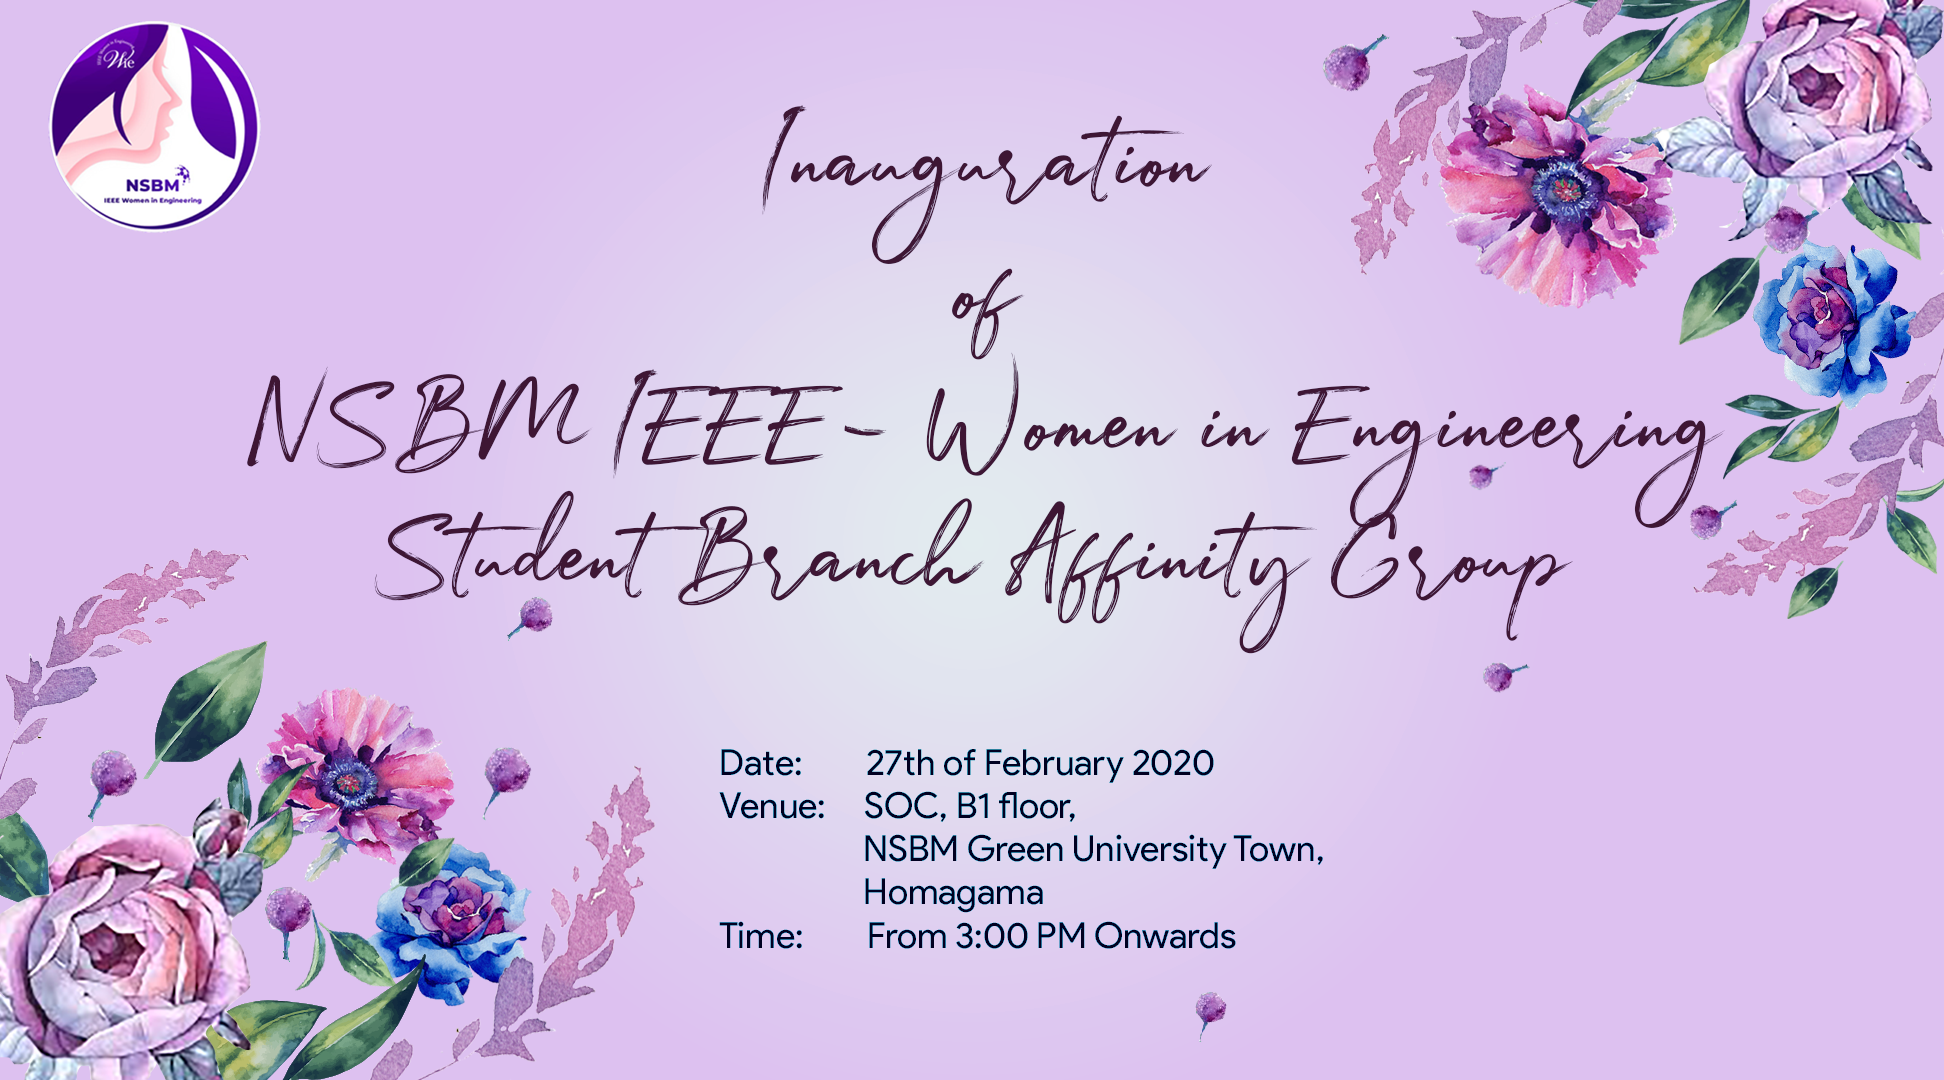 Wie
NSBM
IEEE Women in Engineering
Inauguration
of
NSBM IEEE- Women in Engineering
Student Branch Affinity Group
Date: 27th of February 2020
Venue: SOC, B1 floor,
NSBM Green University Town,
Homagama
Time: From 3:00 PM Onwards